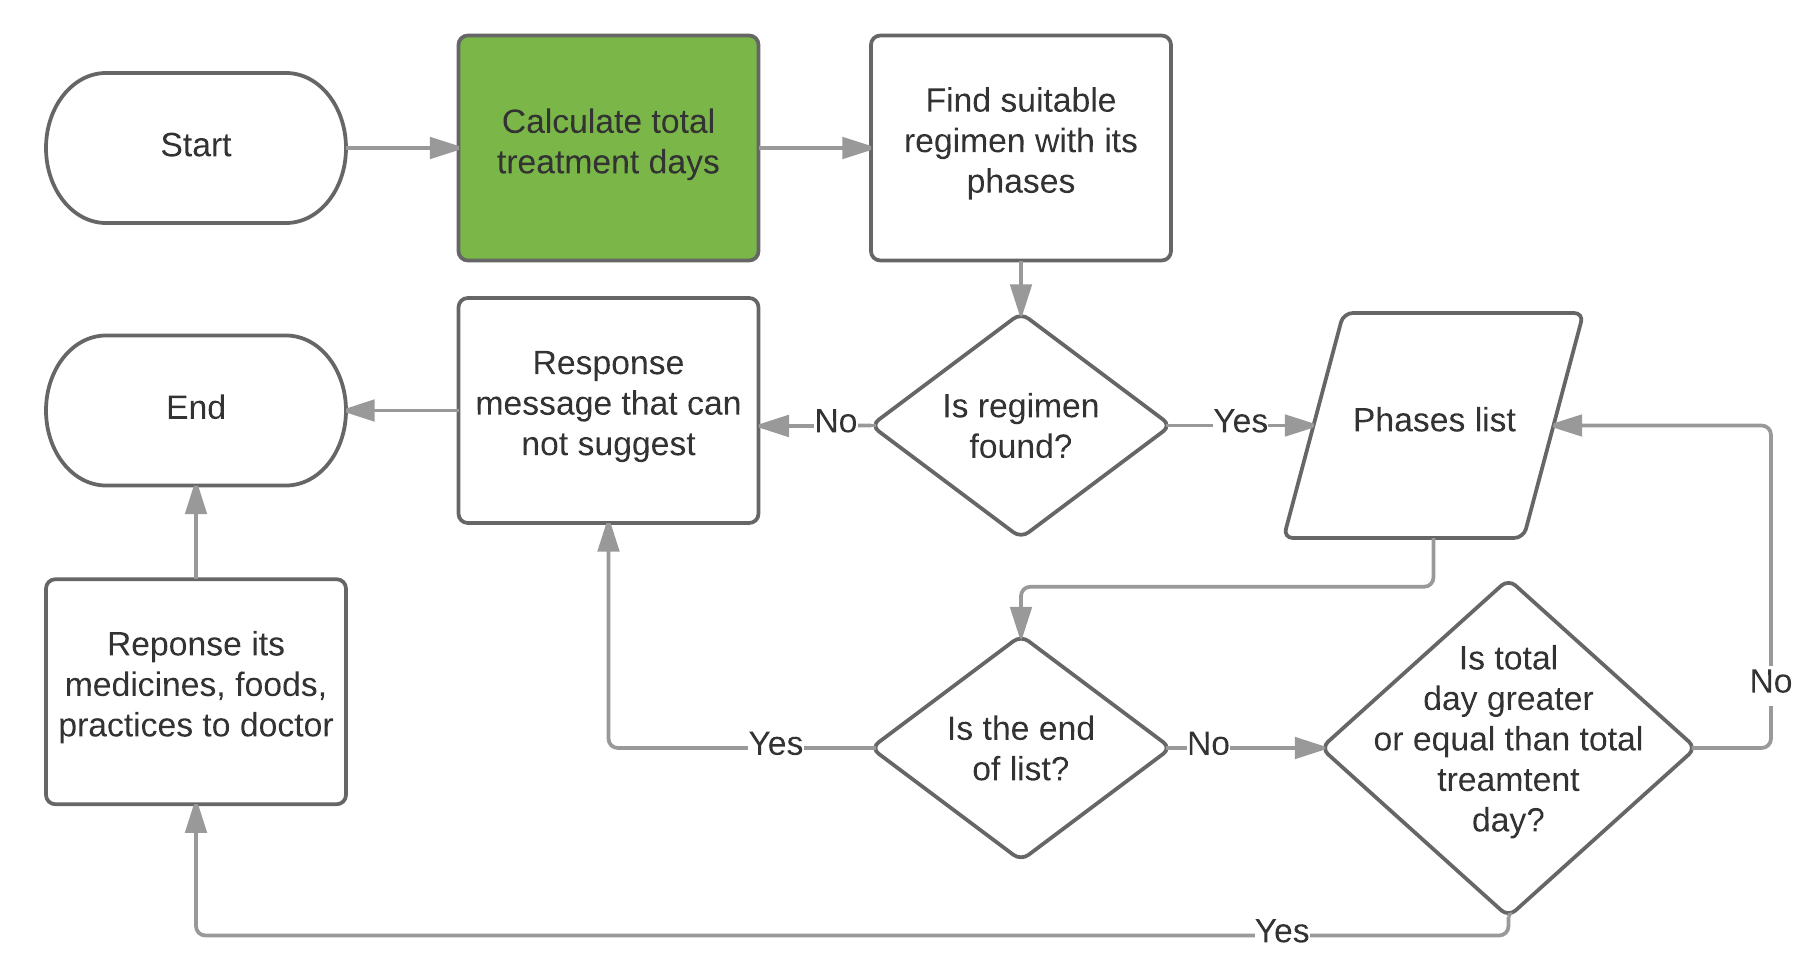 Start
Calculate total
treatment days
Find suitable
regimen with its
phases
End
Response
message that can
not suggest
No
Is regimen
found?
Yes
Phases list
Reponse its
medicines, foods,
practices to doctor
Yes
Is the end
of list?
No
Is total
day greater
or equal than total
treamtent
day?
No
Yes